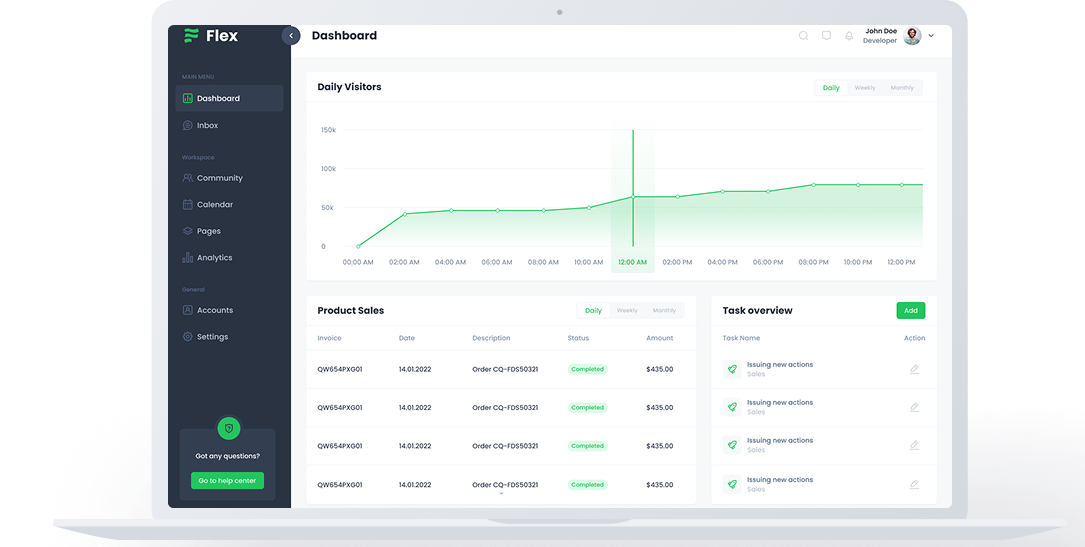 Flex
Dashboard
John Doe
Developer
MAIN MENU
Dashboard
Inbox
Workspace
Community
Calendar
Pages
Analytics
General
Accounts
Settings
Got any questions?
Go to help center
Daily Visitors
Daily Weekly Monthly
150k
100k
50k
0
00:00 AM 02:00 AM 04:00 AM 06:00 AM 08:00 AM 10:00 AM 12:00 AM 02:00 PM 04:00 PM 06:00 PM 08:00 PM 10:00 PM 12:00 PM
Product Sales
Daily Weekly Monthly
Invoice Date Description Status Amount
QW654PXG01 14.01.2022 Order CQ-FDS50321 Completed $435.00
QW654PXG01 14.01.2022 Order CQ-FDS50321 Completed $435.00
QW654PXG01 14.01.2022 Order CQ-FDS50321 Completed $435.00
QW654PXG01 14.01.2022 Order CQ-FDS50321 Completed $435.00
Task overview
Add
Task Name Action
Issuing new actions
Sales
Issuing new actions
Sales
Issuing new actions
Sales
Issuing new actions
Sales